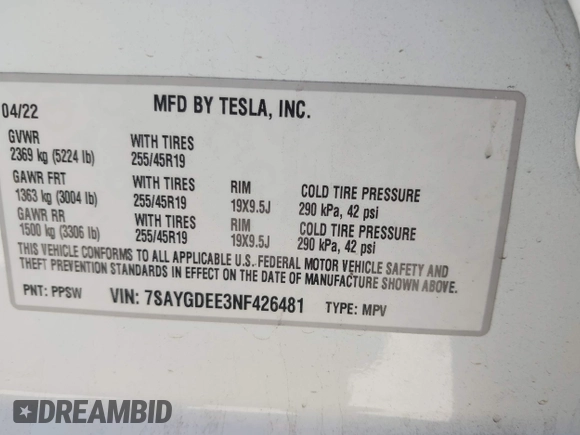 04/22 MFD BY TESLA, INC.
GVWR WITH TIRES
2369 kg (5224 lb) 255/45R19
GAWR FRT WITH TIRES RIM COLD TIRE PRESSURE
1363 kg (3004 lb) 255/45R19 19X9.5J 290 kPa, 42 psi
GAWR RR WITH TIRES RIM COLD TIRE PRESSURE
1500 kg (3306 lb) 255/45R19 19X9.5J 290 kPa, 42 psi
THIS VEHICLE CONFORMS TO ALL APPLICABLE U.S. FEDERAL MOTOR VEHICLE SAFETY AND
THEFT PREVENTION STANDARDS IN EFFECT ON THE DATE OF MANUFACTURE SHOWN ABOVE.
PNT: PPSW VIN: 7SAYGDEE3NF426481 TYPE: MPV
DREAMBID